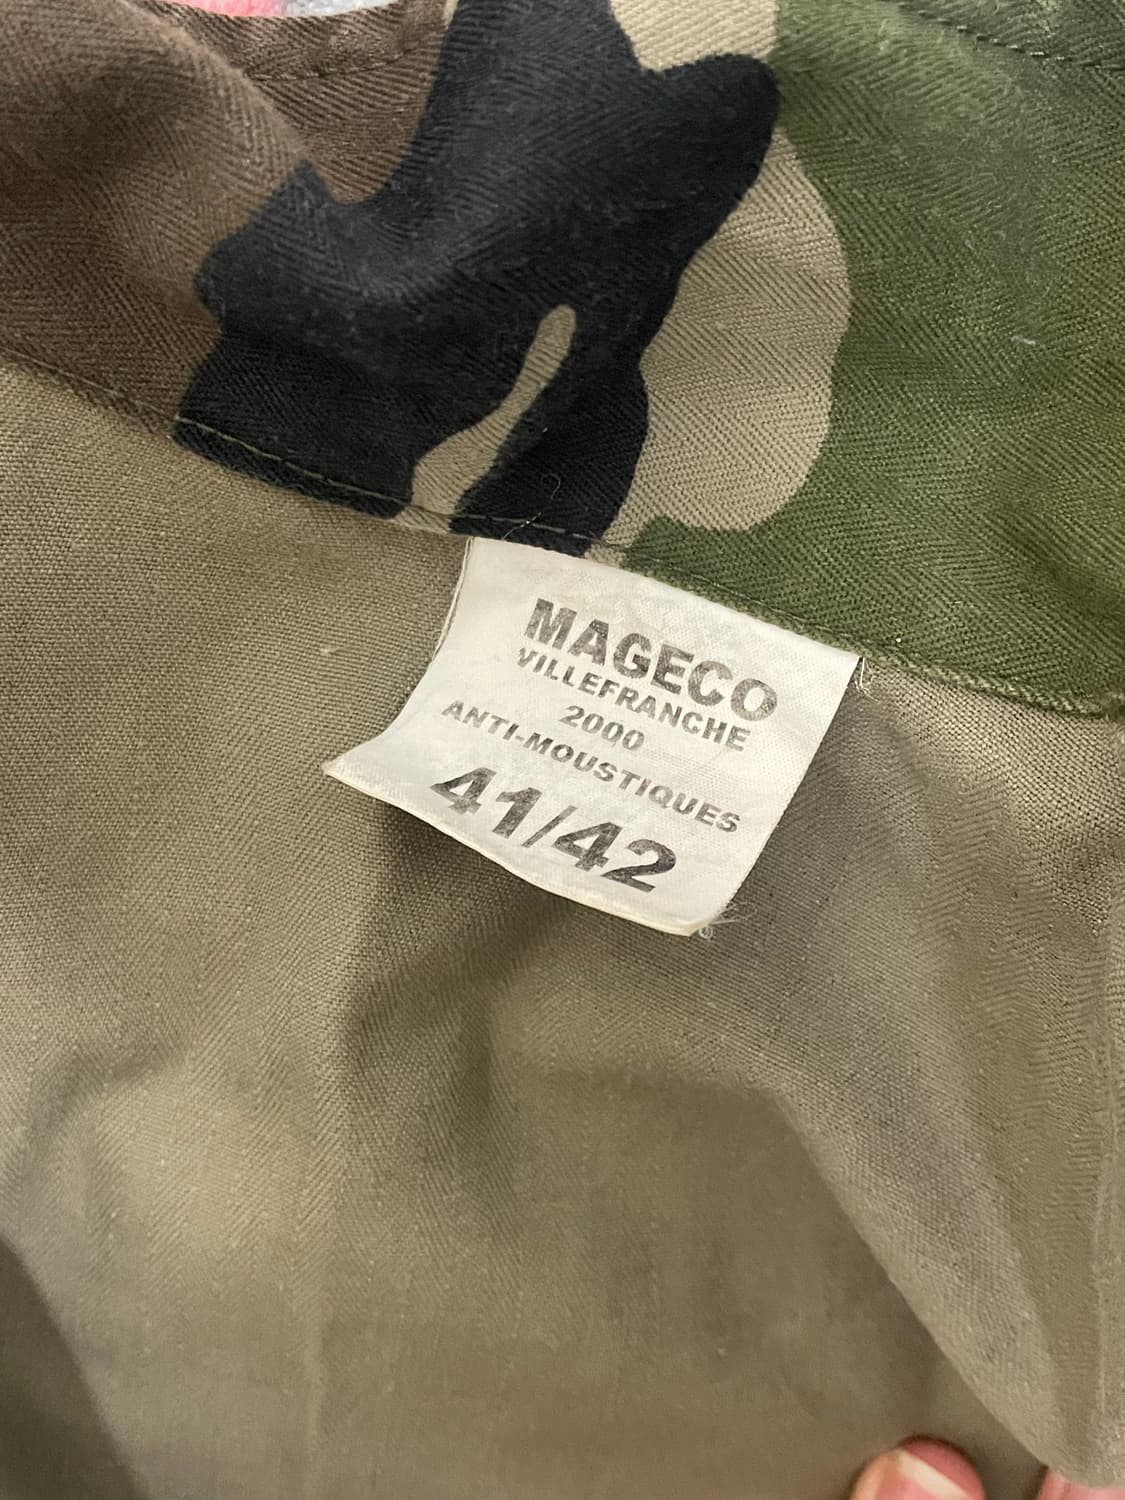 MAGECO
VILLEFRANCHE
2000
ANTI-MOUSTIQUES
41/42